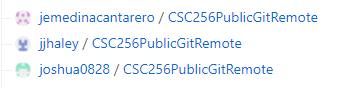 jemedinacantarero / CSC256PublicGitRemote
jjhaley / CSC256PublicGitRemote
joshua0828 / CSC256PublicGitRemote